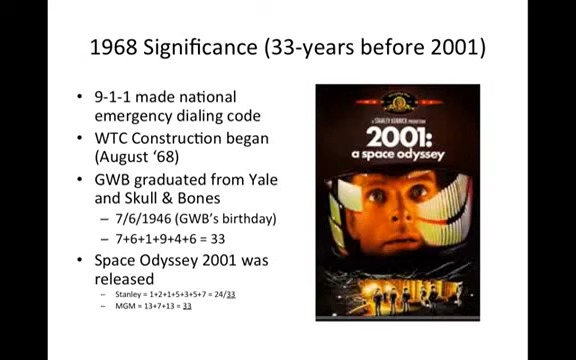 1968 Significance (33-years before 2001)
• 9-1-1 made national
emergency dialing code
• WTC Construction began
(August ‘68)
• GWB graduated from Yale
and Skull & Bones
– 7/6/1946 (GWB’s birthday)
– 7+6+1+9+4+6 = 33
• Space Odyssey 2001 was
released
– Stanley = 1+2+1+5+3+5+7 = 24/33
– MGM = 13+7+13 = 33
A STANLEY KUBRICK PRODUCTION
2001:
a space odyssey